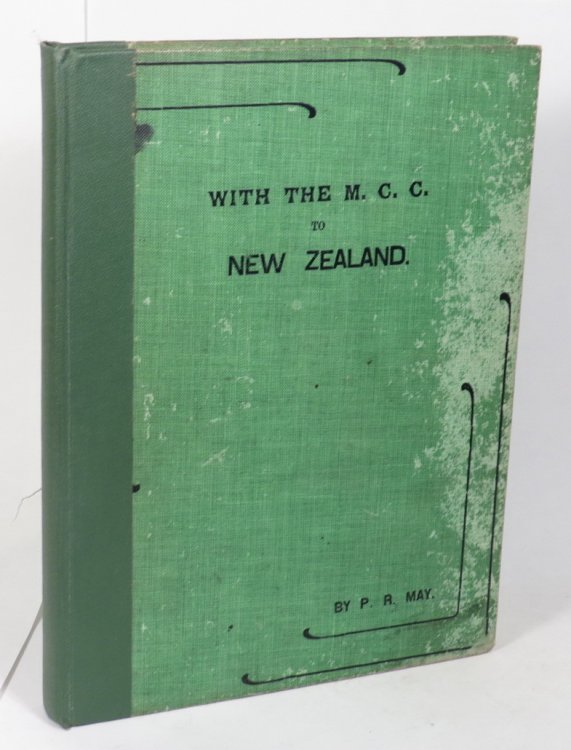 WITH THE M. C. C.
TO
NEW ZEALAND.
BY P. R. MAY.